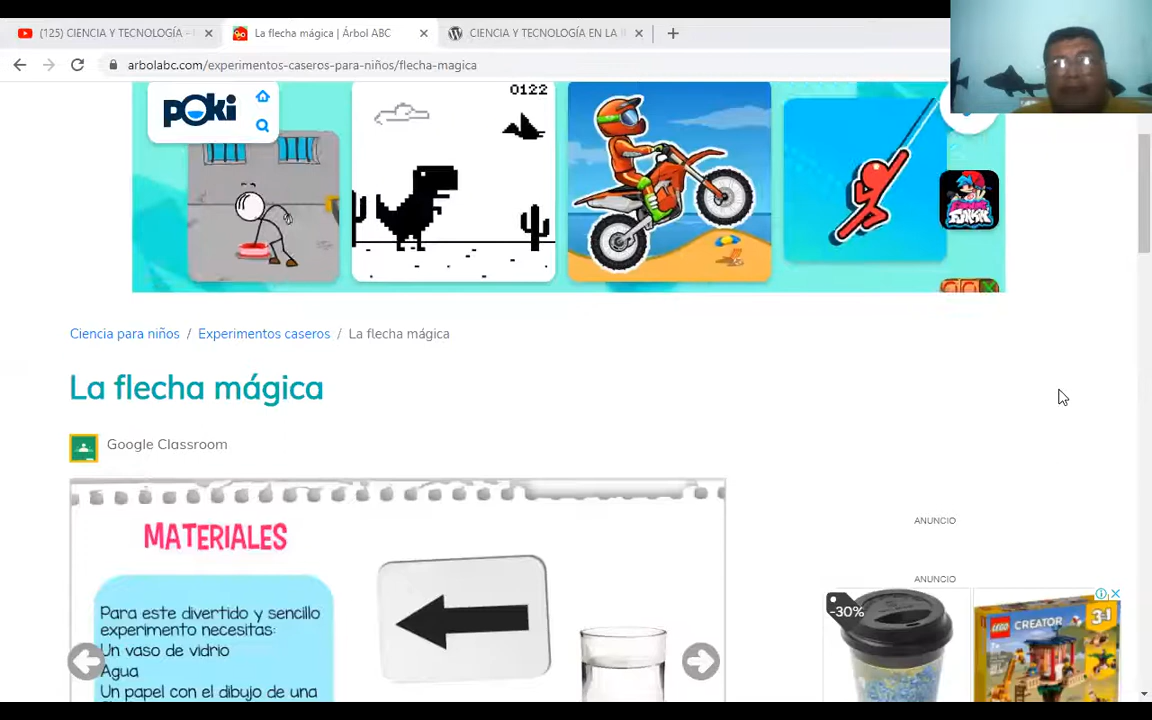 (125) CIENCIA Y TECNOLOGÍA -
La flecha mágica | Árbol ABC
CIENCIA Y TECNOLOGÍA EN LA
arbolabc.com/experimentos-caseros-para-niños/flecha-magica
POKI
0122
FUNKIN
Ciencia para niños / Experimentos caseros / La flecha mágica
La flecha mágica
Google Classroom
MATERIALES
Para este divertido y sencillo
experimento necesitas:
Un vaso de vidrio
Agua
Un papel con el dibujo de una
ANUNCIO
ANUNCIO
-30%
LEGO CREATOR
3in1